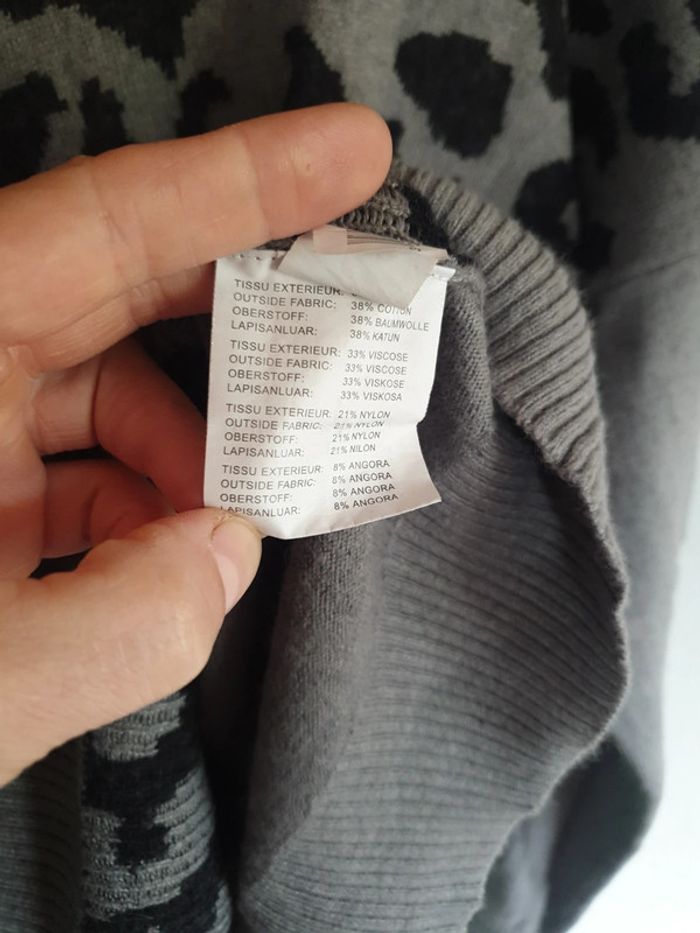 TISSU EXTERIEUR:
OUTSIDE FABRIC: 38% COTTON
OBERSTOFF: 38% BAUMWOLLE
LAPISANLUAR: 38% KATUN
TISSU EXTERIEUR: 33% VISCOSE
OUTSIDE FABRIC: 33% VISCOSE
OBERSTOFF: 33% VISKOSE
LAPISANLUAR: 33% VISKOSA
TISSU EXTERIEUR: 21% NYLON
OUTSIDE FABRIC: 21% NYLON
OBERSTOFF: 21% NYLON
LAPISANLUAR: 21% NILON
TISSU EXTERIEUR: 8% ANGORA
OUTSIDE FABRIC: 8% ANGORA
OBERSTOFF: 8% ANGORA
LAPISANLUAR: 8% ANGORA